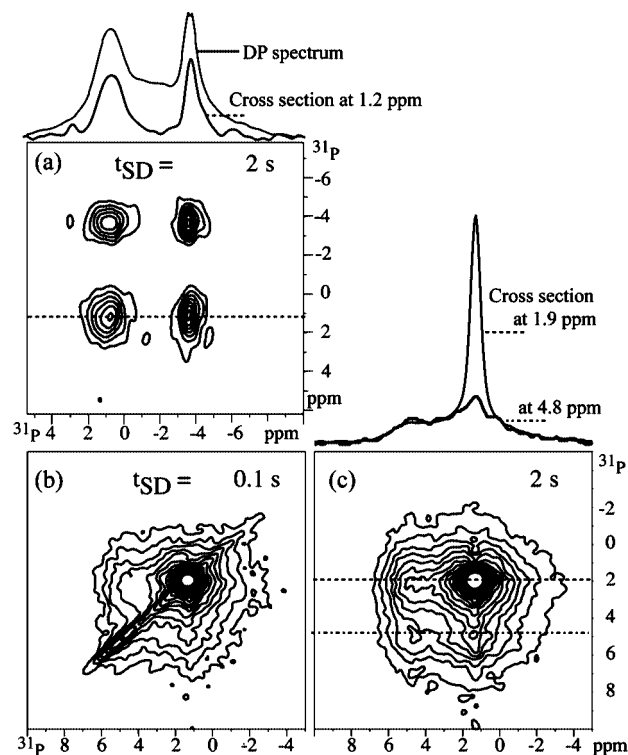 DP spectrum
Cross section at 1.2 ppm
31P
(a) tSD = 2 s
-6
-4
-2
0
2
4
ppm
31P 4 2 0 -2 -4 -6 ppm
Cross section
at 1.9 ppm
at 4.8 ppm
31P
(b) tSD = 0.1 s
(c) 2 s
-2
0
2
4
6
8
31P 8 6 4 2 0 -2 -4
8 6 4 2 0 -2 -4 ppm